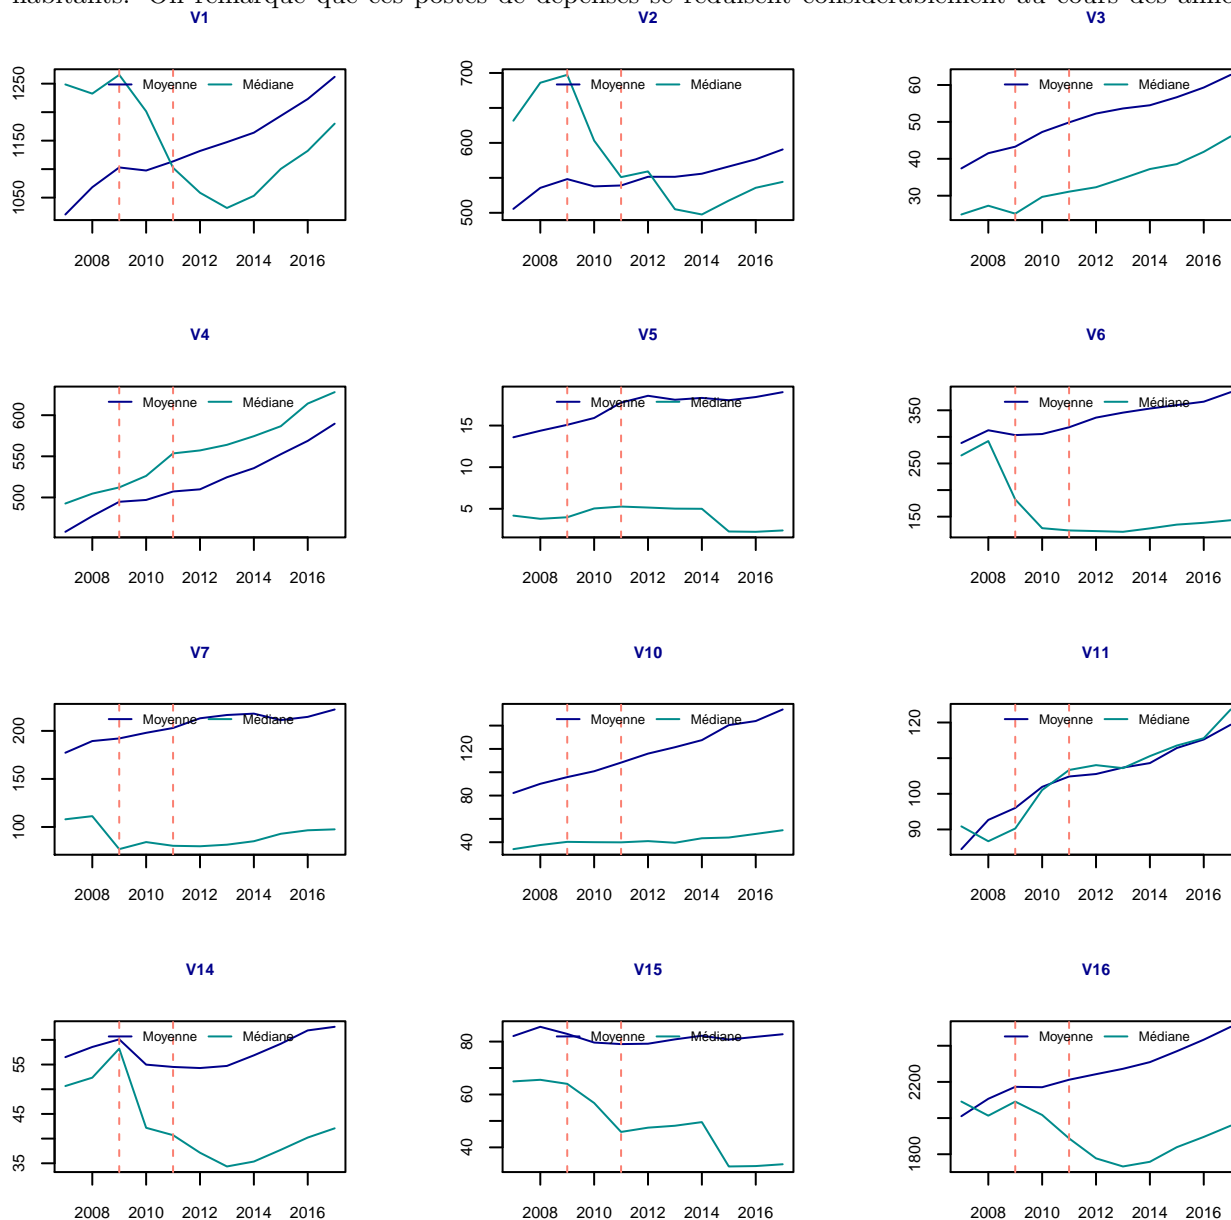 habitants. On remarque que ces postes de dépenses se réduisent considérablement au cours des anné
V1 V2 V3
Moyenne Médiane Moyenne Médiane Moyenne Médiane
1250 1150 1050
700 600 500
60 50 40 30
2008 2010 2012 2014 2016 2008 2010 2012 2014 2016 2008 2010 2012 2014 2016
V4 V5 V6
Moyenne Médiane Moyenne Médiane Moyenne Médiane
600 550 500
15 10 5
350 250 150
2008 2010 2012 2014 2016 2008 2010 2012 2014 2016 2008 2010 2012 2014 2016
V7 V10 V11
Moyenne Médiane Moyenne Médiane Moyenne Médiane
200 150 100
120 80 40
120 100 90
2008 2010 2012 2014 2016 2008 2010 2012 2014 2016 2008 2010 2012 2014 2016
V14 V15 V16
Moyenne Médiane Moyenne Médiane Moyenne Médiane
55 45 35
80 60 40
2200 1800
2008 2010 2012 2014 2016 2008 2010 2012 2014 2016 2008 2010 2012 2014 2016